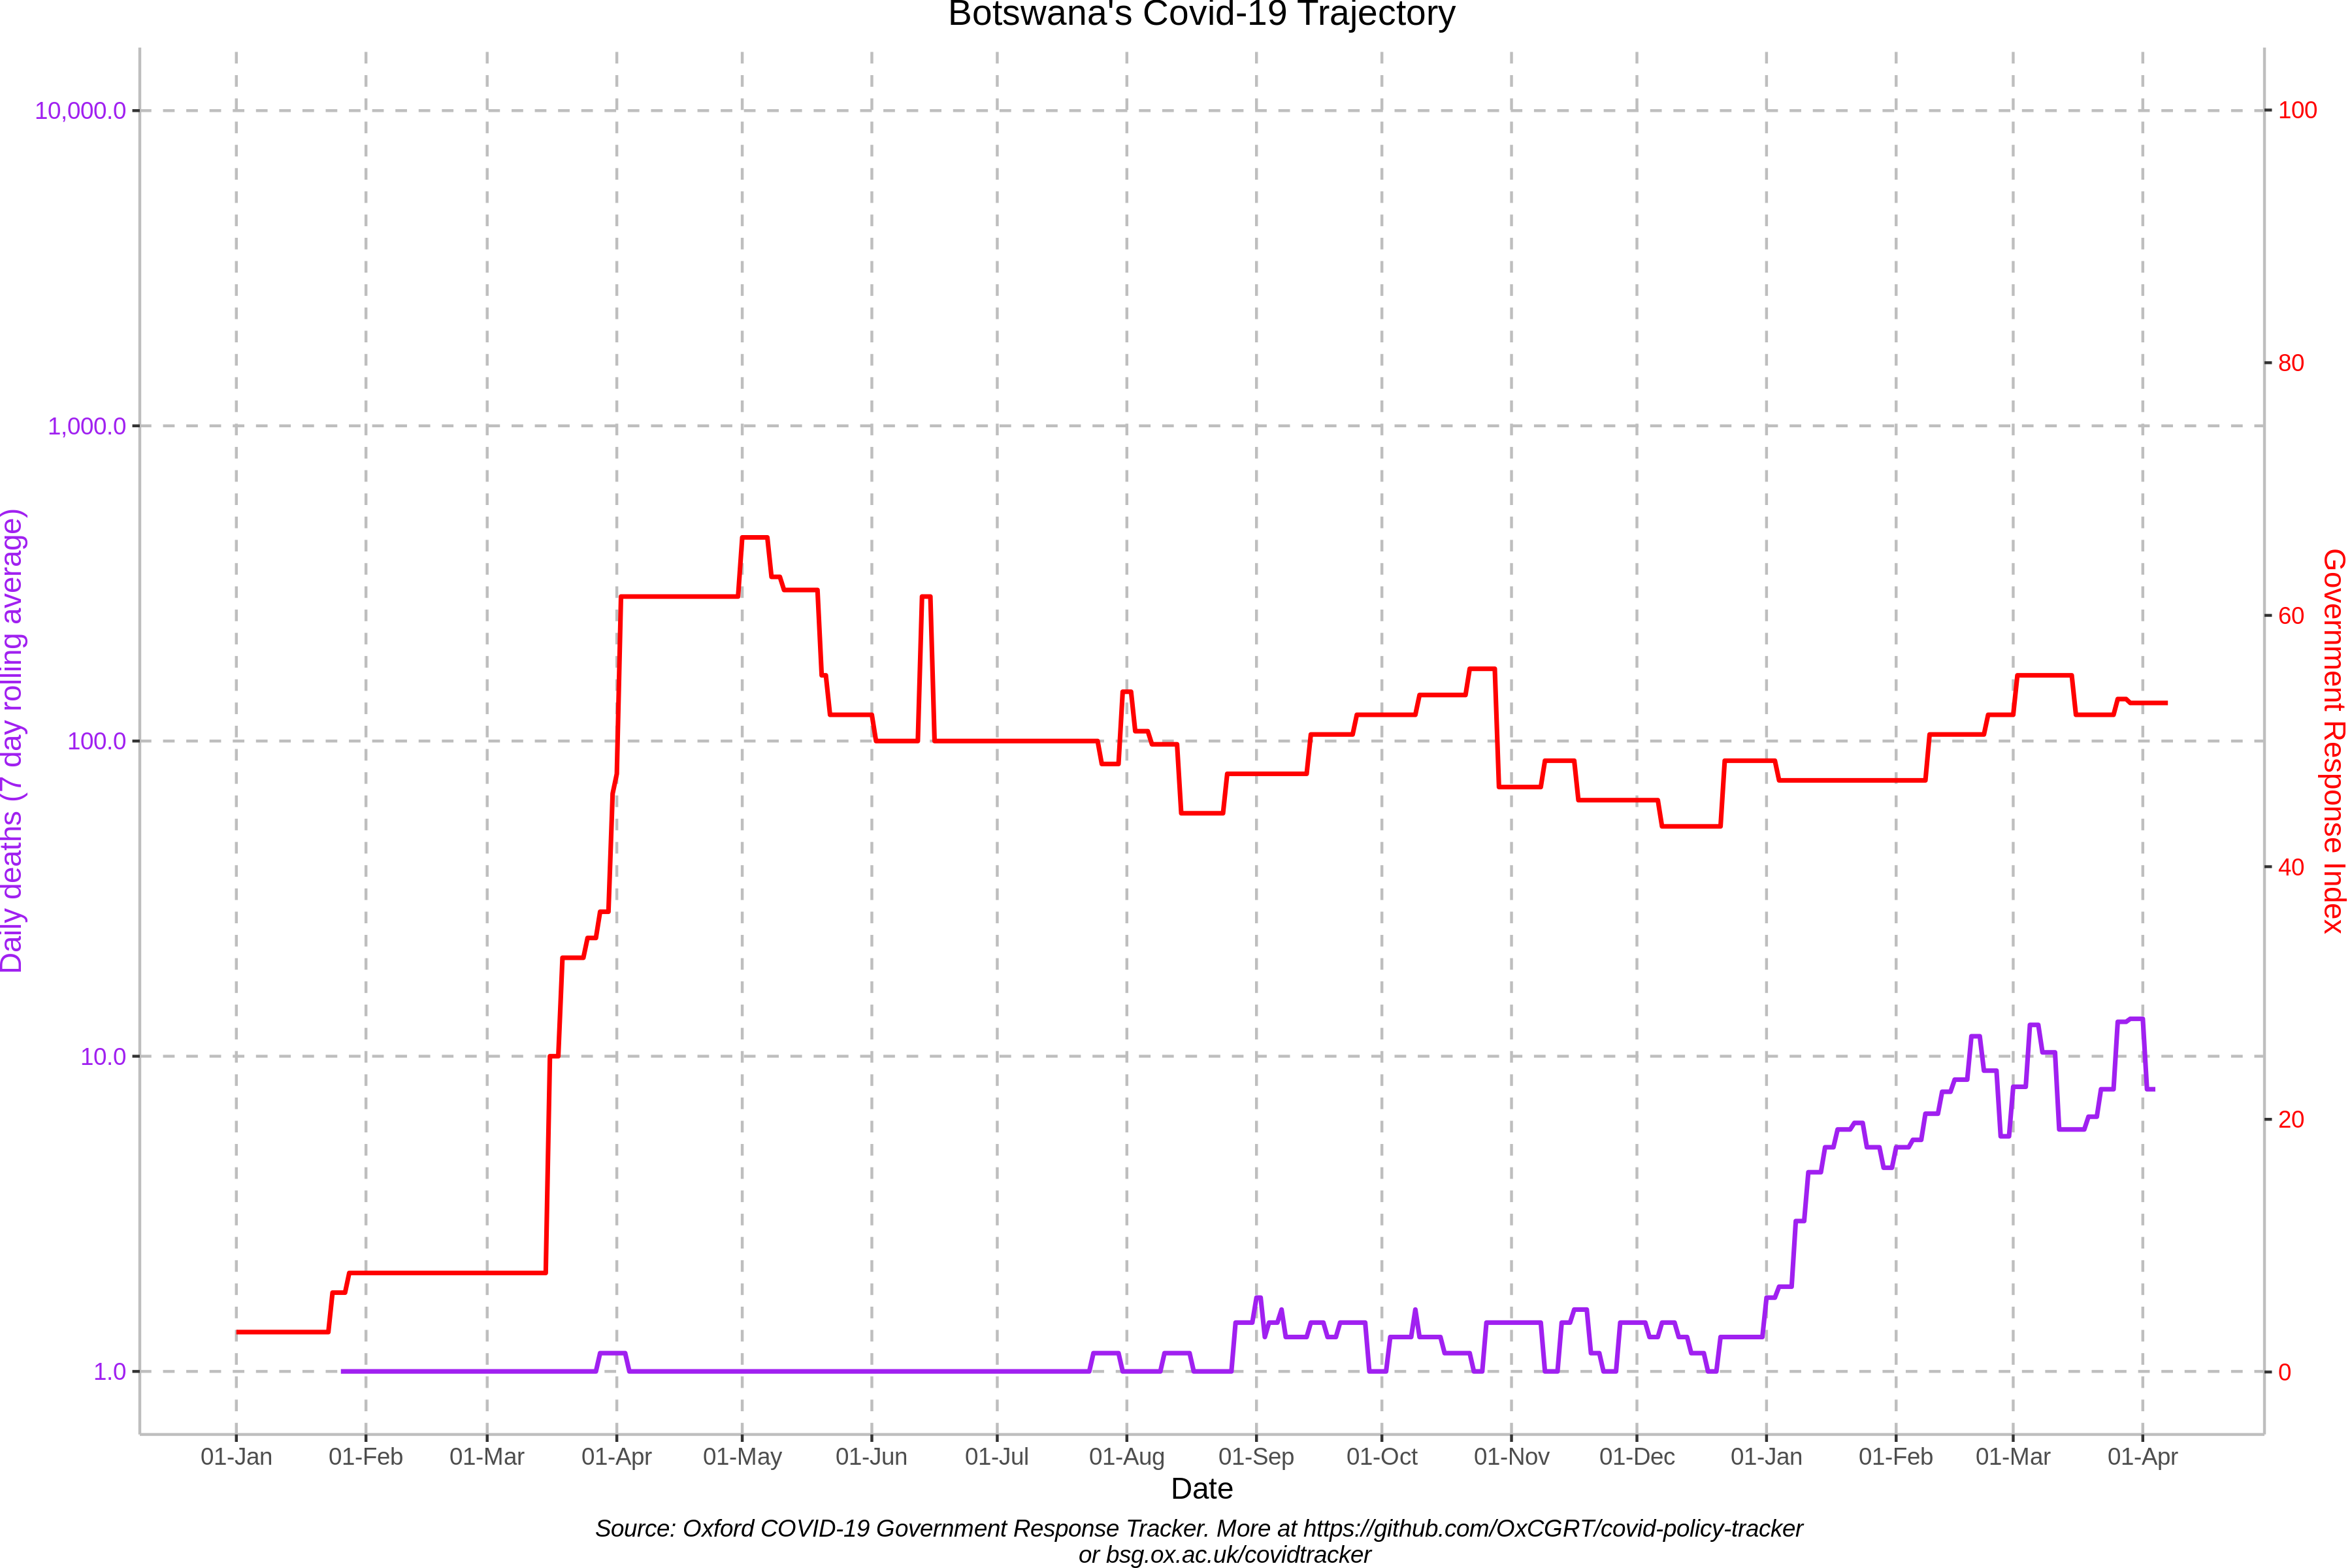 Botswana's Covid-19 Trajectory
10,000.0
1,000.0
100.0
10.0
1.0
Daily deaths (7 day rolling average)
100
80
60
40
20
0
Government Response Index
01-Jan 01-Feb 01-Mar 01-Apr 01-May 01-Jun 01-Jul 01-Aug 01-Sep 01-Oct 01-Nov 01-Dec 01-Jan 01-Feb 01-Mar 01-Apr
Date
Source: Oxford COVID-19 Government Response Tracker. More at https://github.com/OxCGRT/covid-policy-tracker
or bsg.ox.ac.uk/covidtracker